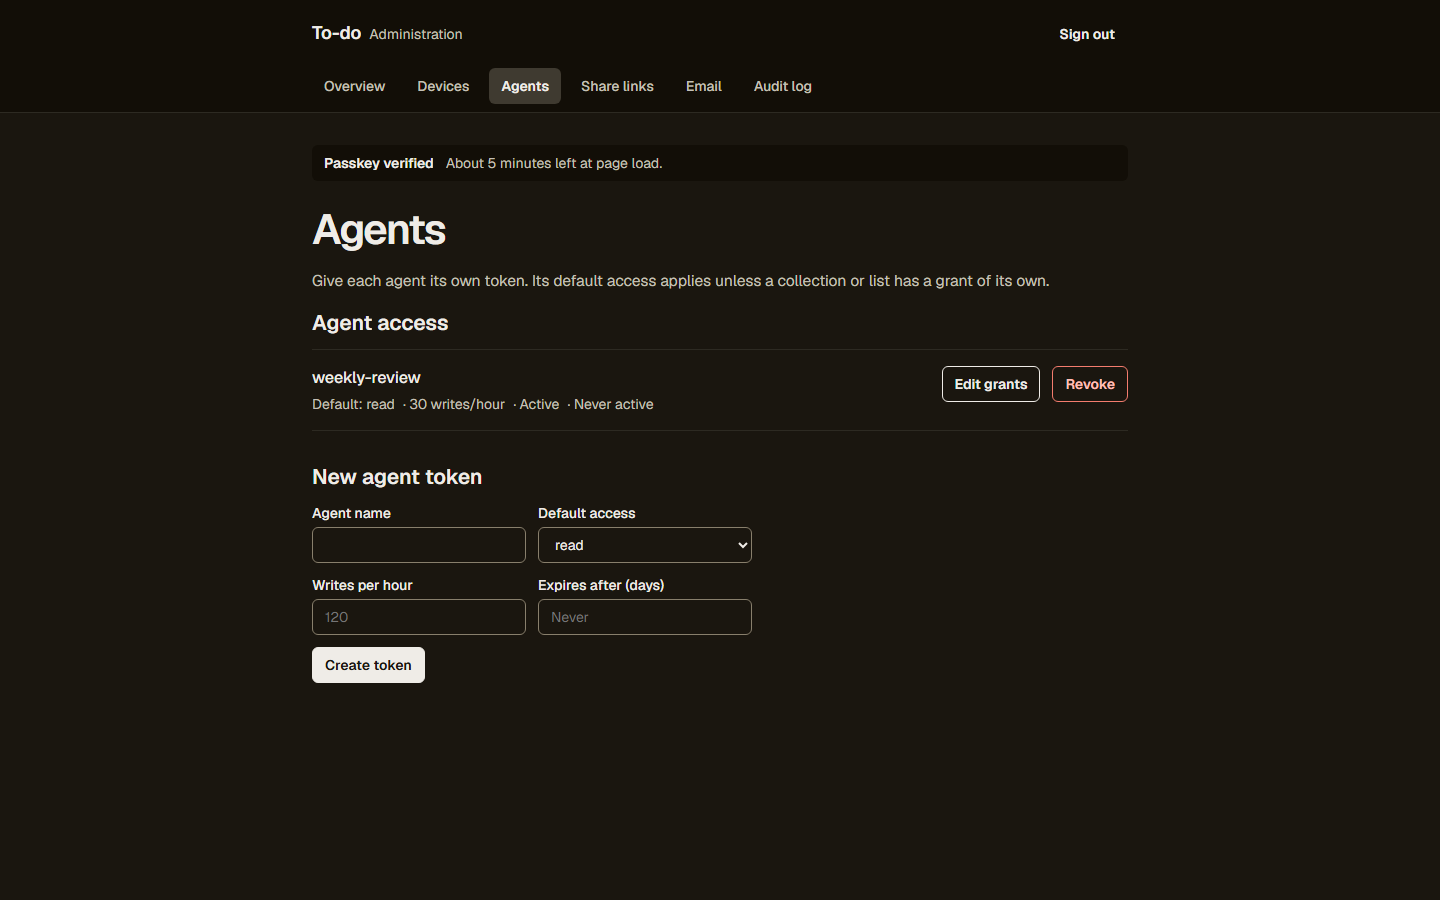 To-do Administration
Sign out
Overview Devices Agents Share links Email Audit log
Passkey verified About 5 minutes left at page load.
Agents
Give each agent its own token. Its default access applies unless a collection or list has a grant of its own.
Agent access
weekly-review
Default: read · 30 writes/hour · Active · Never active
Edit grants
Revoke
New agent token
Agent name
Default access
read
Writes per hour
Expires after (days)
120
Never
Create token